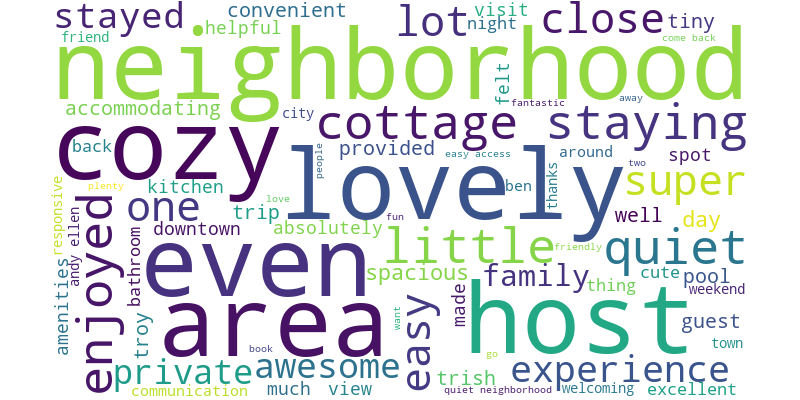 stayed
convenient
lot
visit
close
tiny
friend
helpful
night
come back
neighborhood
felt
accommodating
city
fantastic
away
cozy
cottage
staying
back
provided
easy access
around
spot
people
lovely
two
kitchen
love
ben
thanks
super
responsive
plenty
one
trip
fun
well
day
andy ellen
enjoyed
bathroom
downtown
absolutely
little
friendly
quiet
even
spacious
family
thing
cute
pool
amenities
troy
area
want
easy
made
host
weekend
guest
book
go
town
private
awesome
trish
experience
communication
much
view
quiet neighborhood
welcoming
excellent